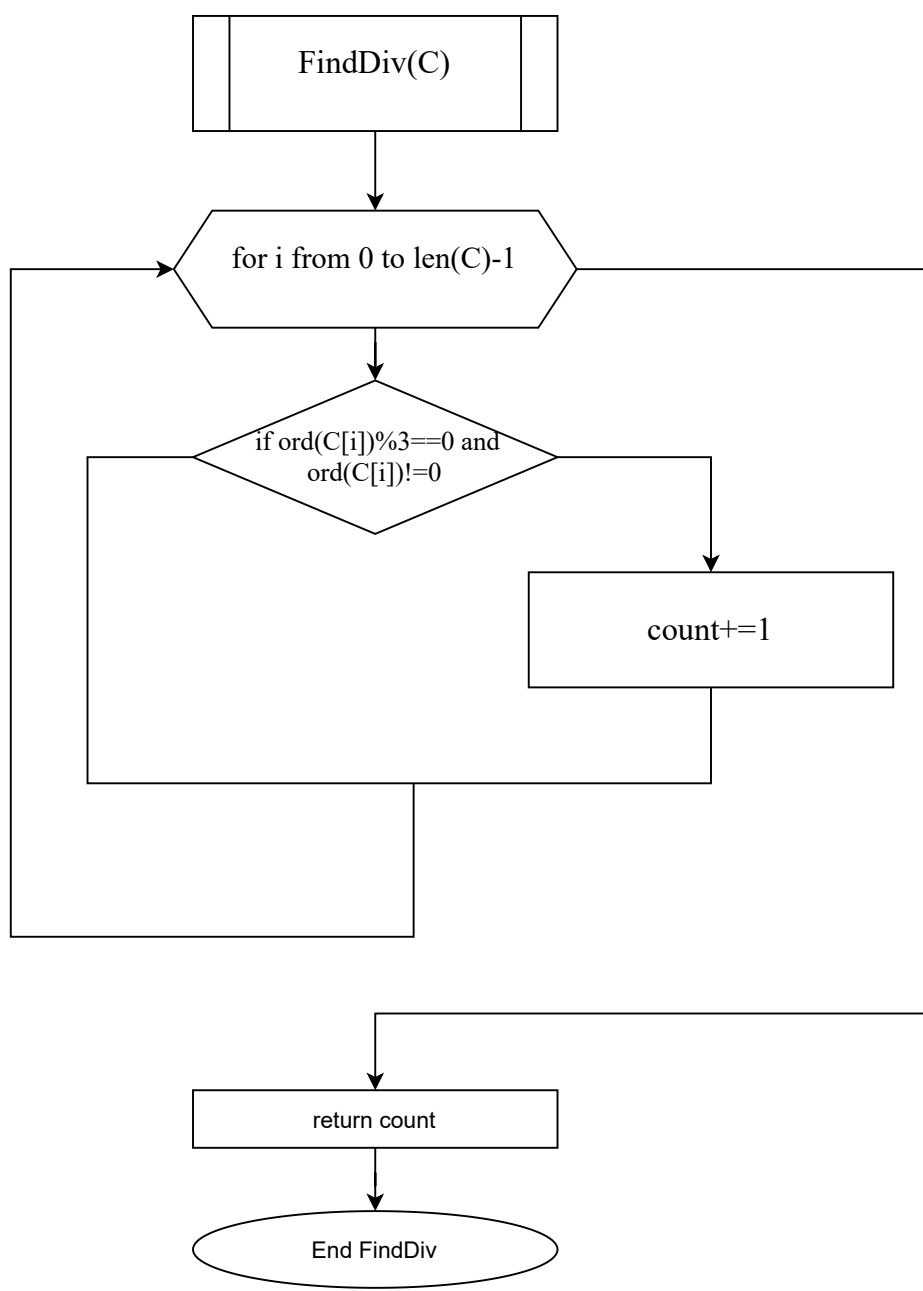 FindDiv(C)
for i from 0 to len(C)-1
if ord(C[i])%3==0 and
ord(C[i])!=0
count+=1
return count
End FindDiv